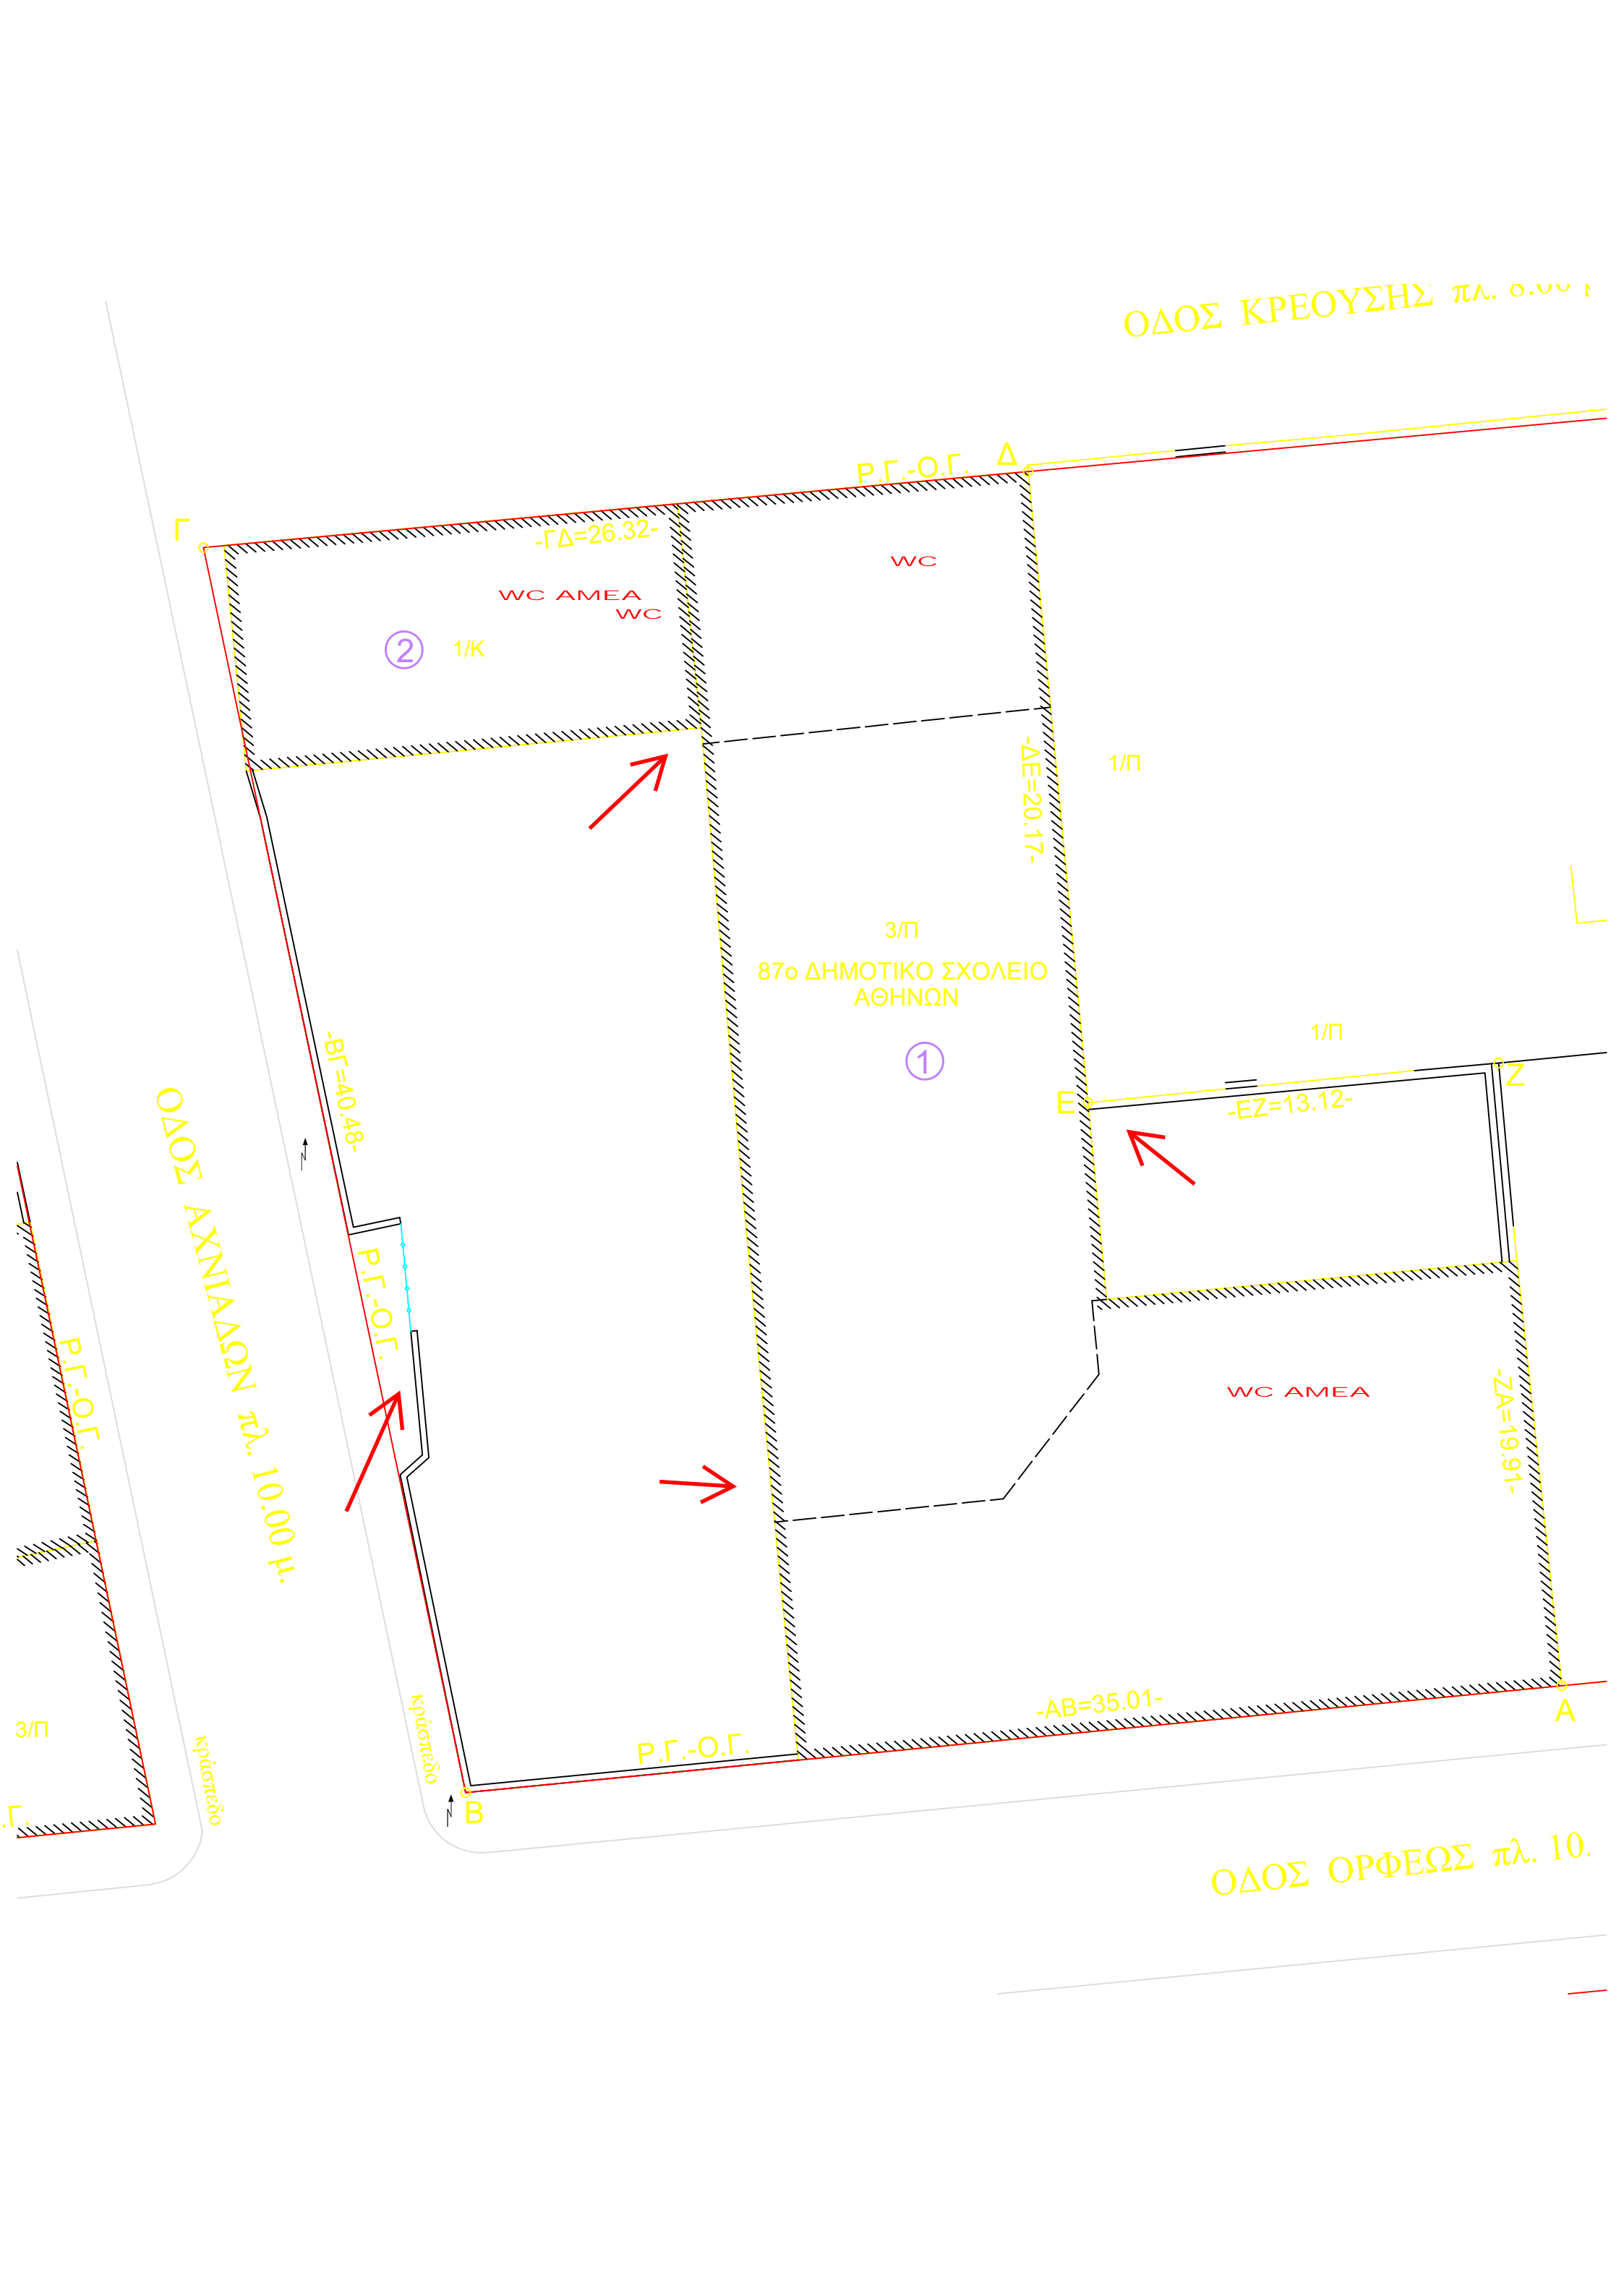 ΟΔΟΣ ΚΡΕΟΥΣΗΣ πλ. 8.00
Ρ.Γ.-Ο.Γ.
Δ
Γ
-ΓΔ=26.32-
WC
WC ΑΜΕΑ
WC
2
1/Κ
-ΔΕ=20.17-
1/Π
3/Π
87ο ΔΗΜΟΤΙΚΟ ΣΧΟΛΕΙΟ
ΑΘΗΝΩΝ
1
1/Π
Ζ
Ε
-ΕΖ=13.12-
-ΒΓ=40.48-
ΟΔΟΣ ΑΧΝΙΑΔΩΝ πλ. 10.00 μ.
Ρ.Γ.-Ο.Γ.
Ρ.Γ.-Ο.Γ.
WC ΑΜΕΑ
-ΖΑ=19.91-
-ΑΒ=35.01-
Α
Ρ.Γ.-Ο.Γ.
3/Π
κράσπεδο
κράσπεδο
Β
.Γ.
ΟΔΟΣ ΟΡΦΕΩΣ πλ. 10.